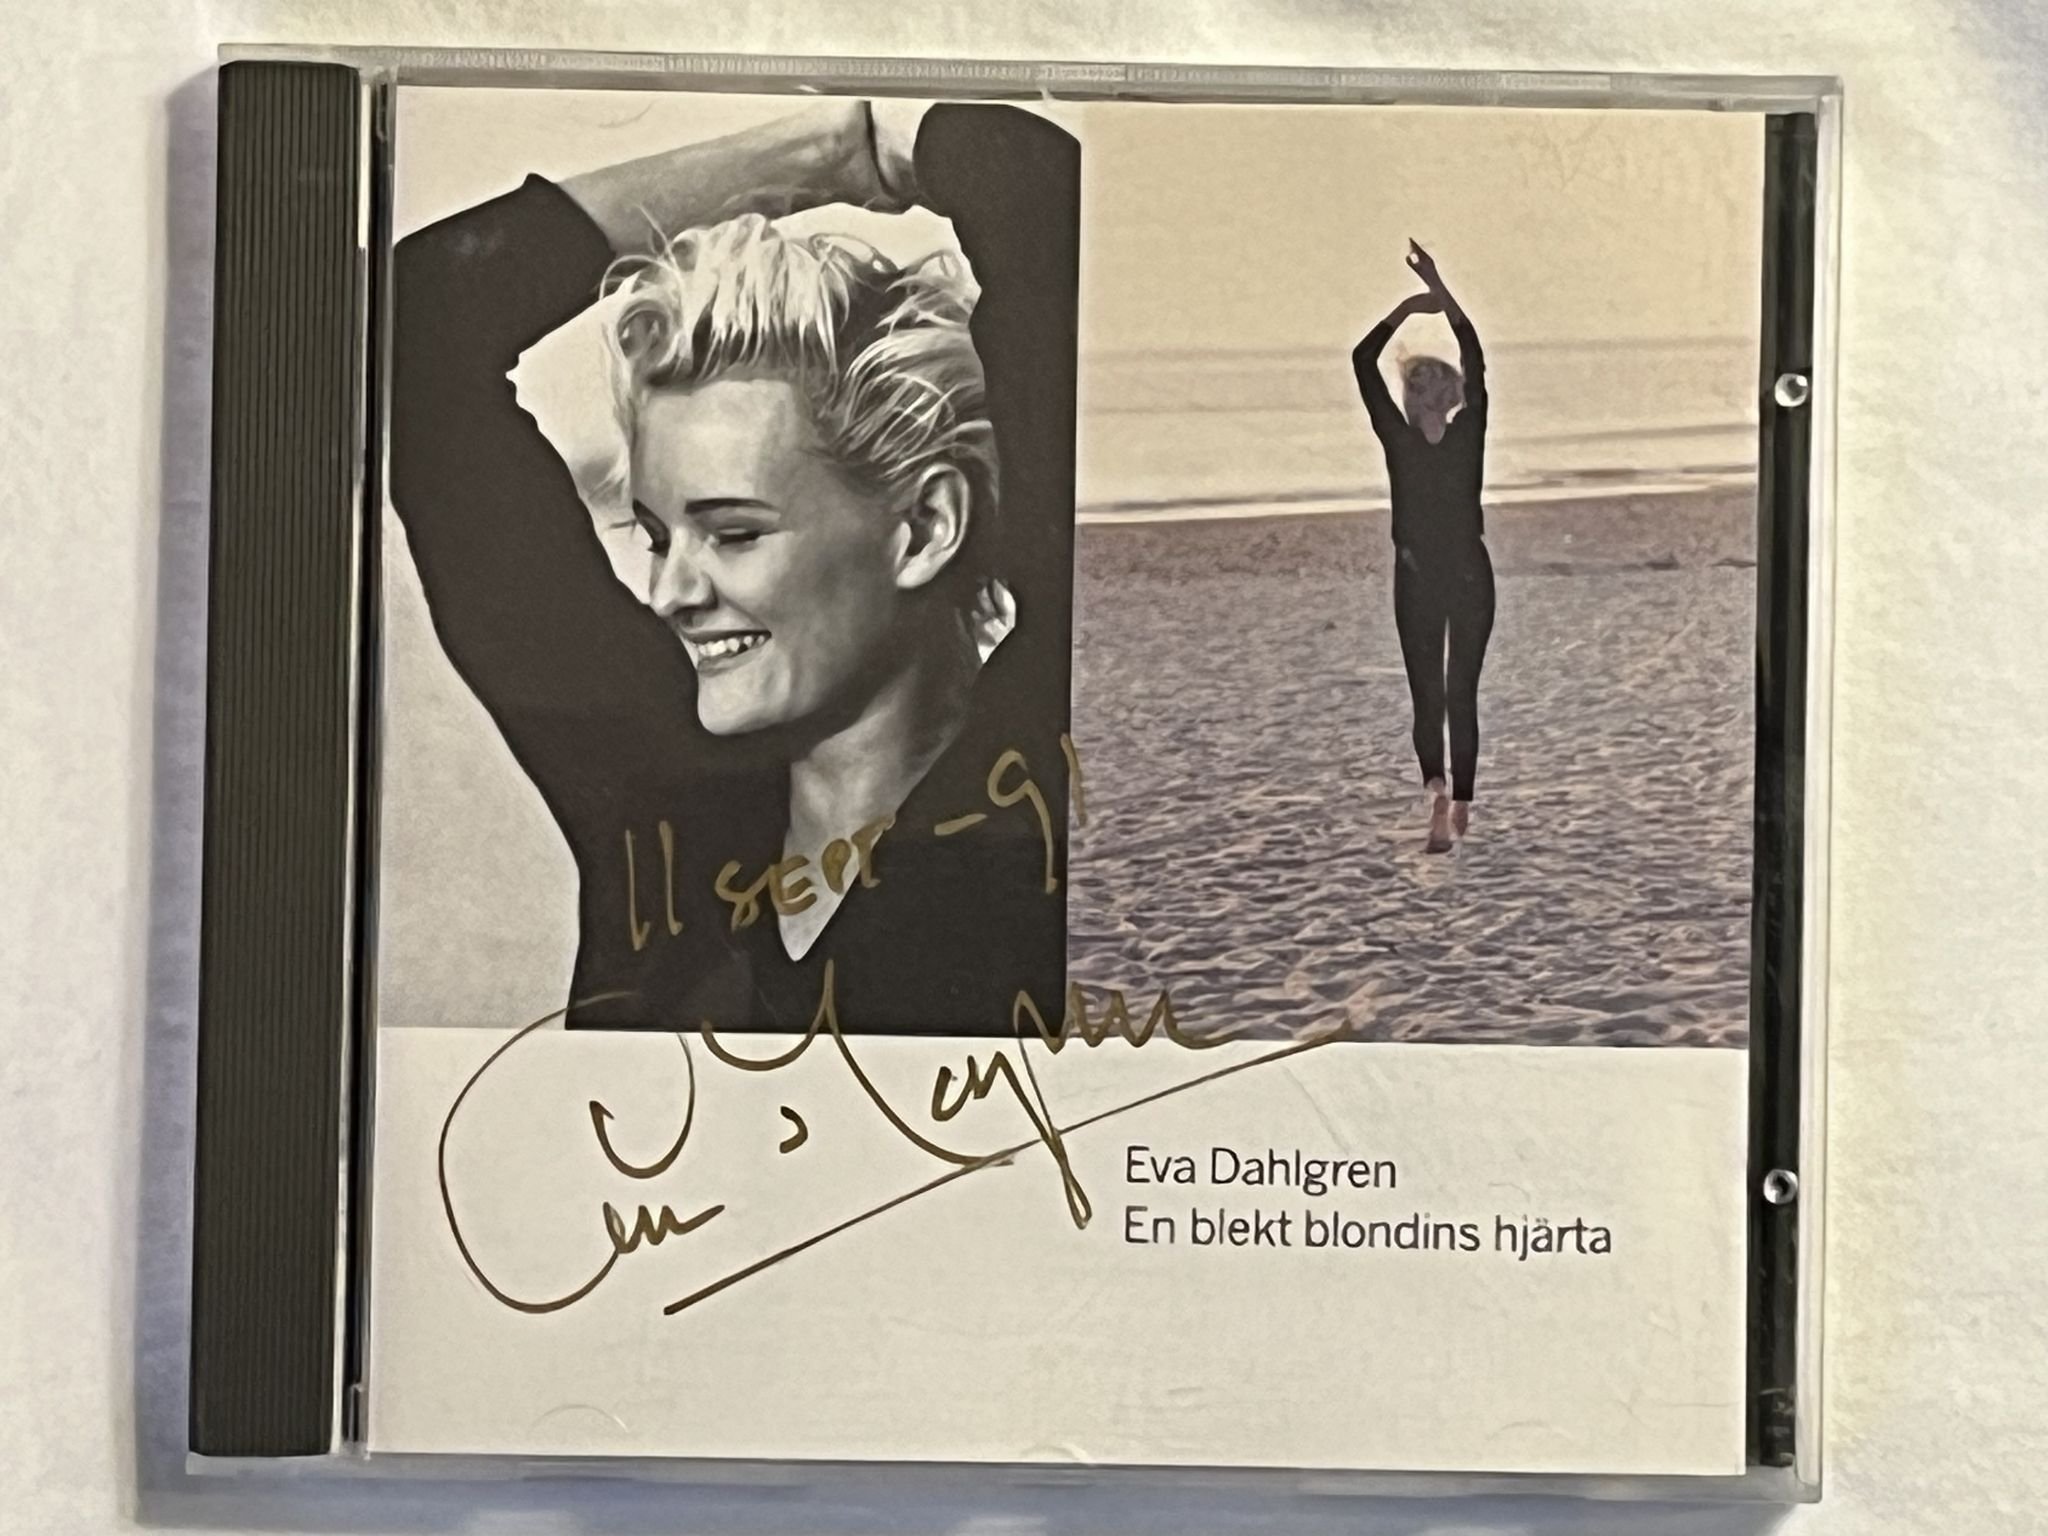 11 SEPT -91
Eva Dahlgren
En blekt blondins hjärta